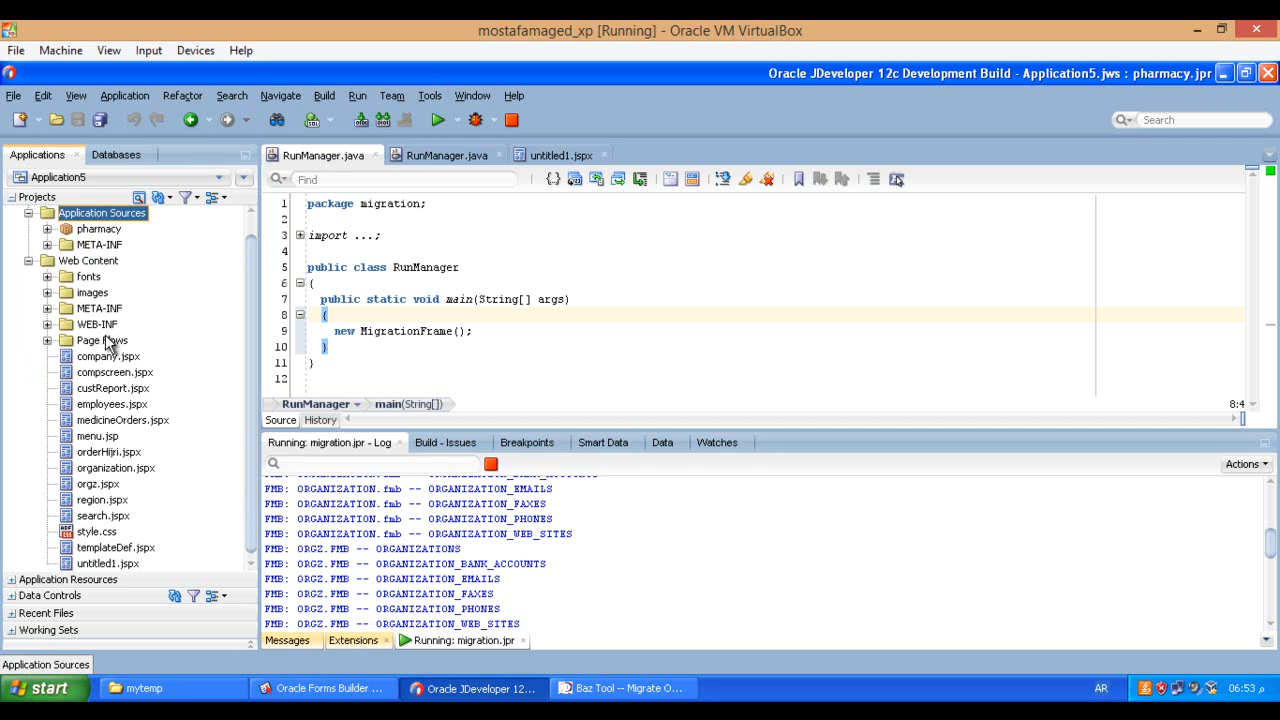 mostafamaged_xp [Running] - Oracle VM VirtualBox
File Machine View Input Devices Help
Oracle JDeveloper 12c Development Build - Application5.jws : pharmacy.jpr
File Edit View Application Refactor Search Navigate Build Run Team Tools Window Help
Search
Applications Databases
Application5
Projects
Application Sources
pharmacy
META-INF
Web Content
fonts
images
META-INF
WEB-INF
Page Flows
company.jspx
compscreen.jspx
custReport.jspx
employees.jspx
medicineOrders.jspx
menu.jsp
orderHijri.jspx
organization.jspx
orgz.jspx
region.jspx
search.jspx
style.css
templateDef.jspx
untitled1.jspx
Application Resources
Data Controls
Recent Files
Working Sets
Application Sources
RunManager.java RunManager.java untitled1.jspx
Find
1 package migration;
2
3 import ...;
4
5 public class RunManager
6 {
7 public static void main(String[] args)
8 {
9 new MigrationFrame();
10 }
11 }
12
RunManager main(String[]) 8:4
Source History
Running: migration.jpr - Log Build - Issues Breakpoints Smart Data Data Watches
Actions
FMB: ORGANIZATION.fmb -- ORGANIZATION_EMAILS
FMB: ORGANIZATION.fmb -- ORGANIZATION_FAXES
FMB: ORGANIZATION.fmb -- ORGANIZATION_PHONES
FMB: ORGANIZATION.fmb -- ORGANIZATION_WEB_SITES
FMB: ORGZ.FMB -- ORGANIZATIONS
FMB: ORGZ.FMB -- ORGANIZATION_BANK_ACCOUNTS
FMB: ORGZ.FMB -- ORGANIZATION_EMAILS
FMB: ORGZ.FMB -- ORGANIZATION_FAXES
FMB: ORGZ.FMB -- ORGANIZATION_PHONES
FMB: ORGZ.FMB -- ORGANIZATION_WEB_SITES
Messages Extensions Running: migration.jpr
start mytemp Oracle Forms Builder ... Oracle JDeveloper 12... Baz Tool -- Migrate O... AR 06:53 م